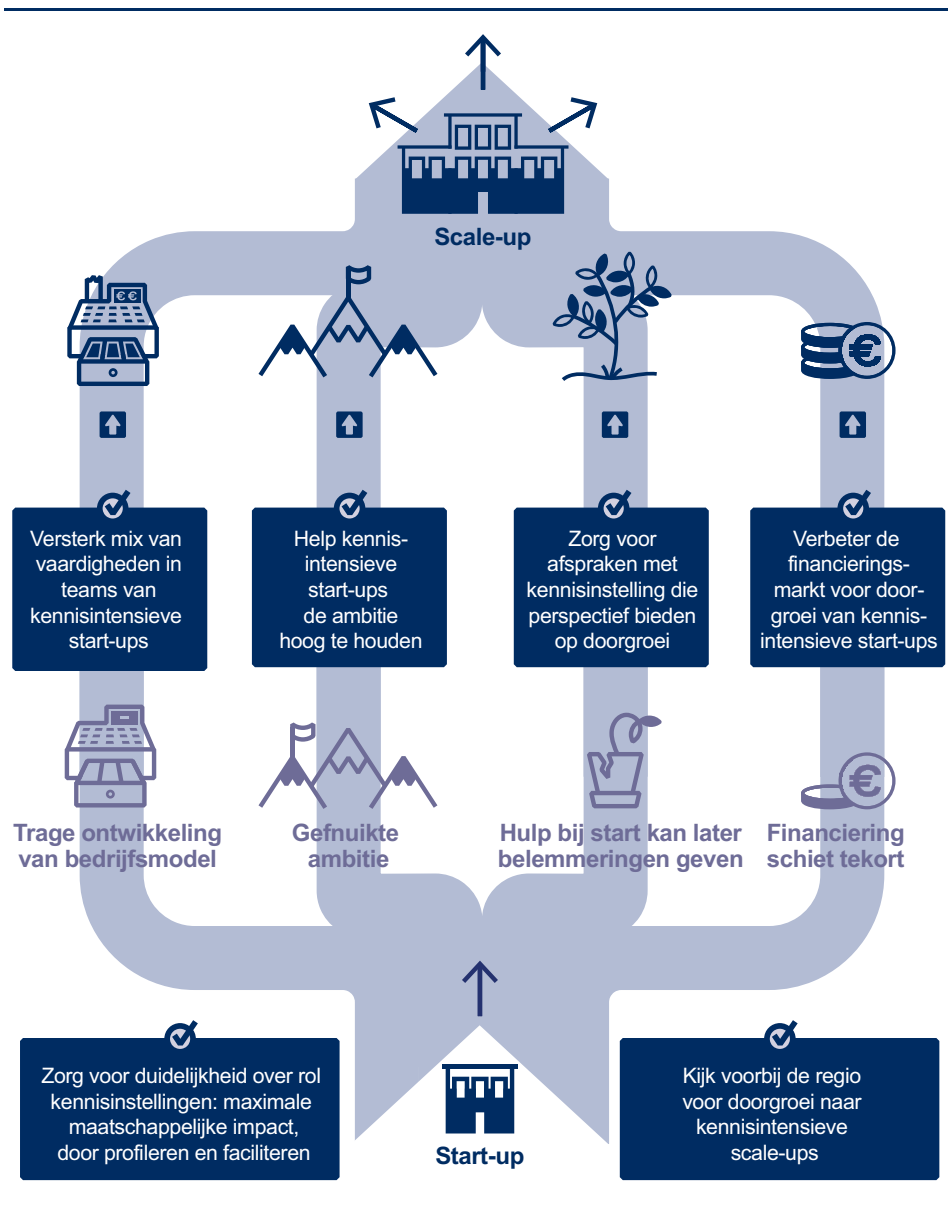 Scale-up
€€
€
Versterk mix van
vaardigheden in
teams van
kennisintensieve
start-ups
Help kennis-
intensieve
start-ups
de ambitie
hoog te houden
Zorg voor
afspraken met
kennisinstelling die
perspectief bieden
op doorgroei
Verbeter de
financierings-
markt voor door-
groei van kennis-
intensieve start-ups
€
Trage ontwikkeling
van bedrijfsmodel
Gefnuikte
ambitie
Hulp bij start kan later
belemmeringen geven
Financiering
schiet tekort
Zorg voor duidelijkheid over rol
kennisinstellingen: maximale
maatschappelijke impact,
door profileren en faciliteren
Start-up
Kijk voorbij de regio
voor doorgroei naar
kennisintensieve
scale-ups